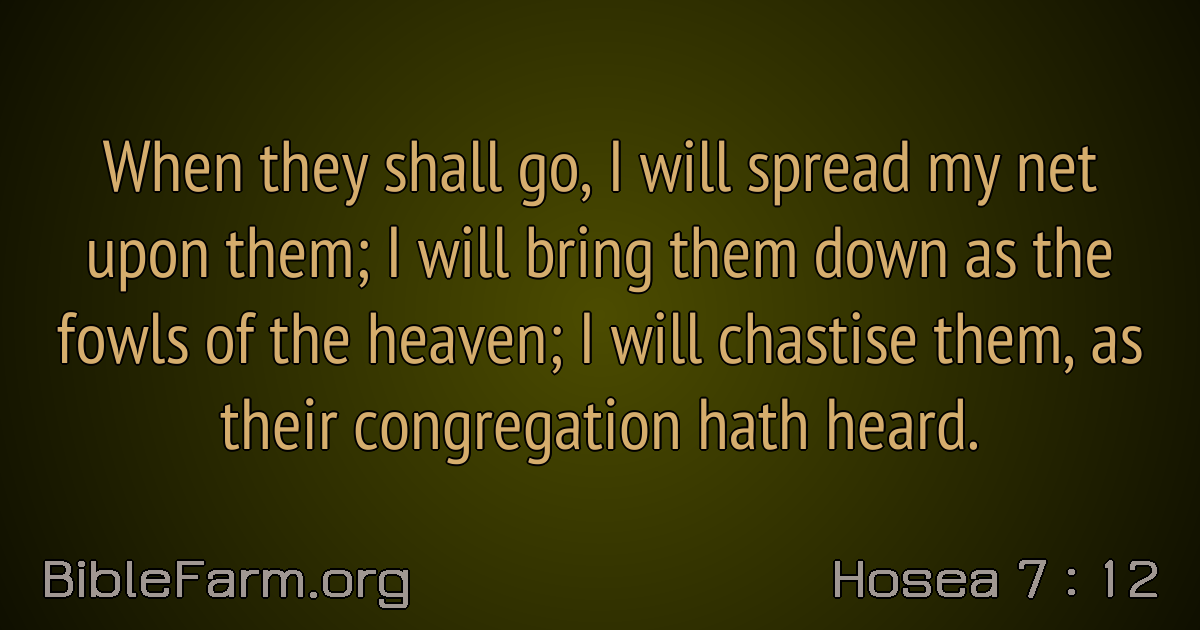 When they shall go, I will spread my net
upon them; I will bring them down as the
fowls of the heaven; I will chastise them, as
their congregation hath heard.
BibleFarm.org
Hosea 7 : 12